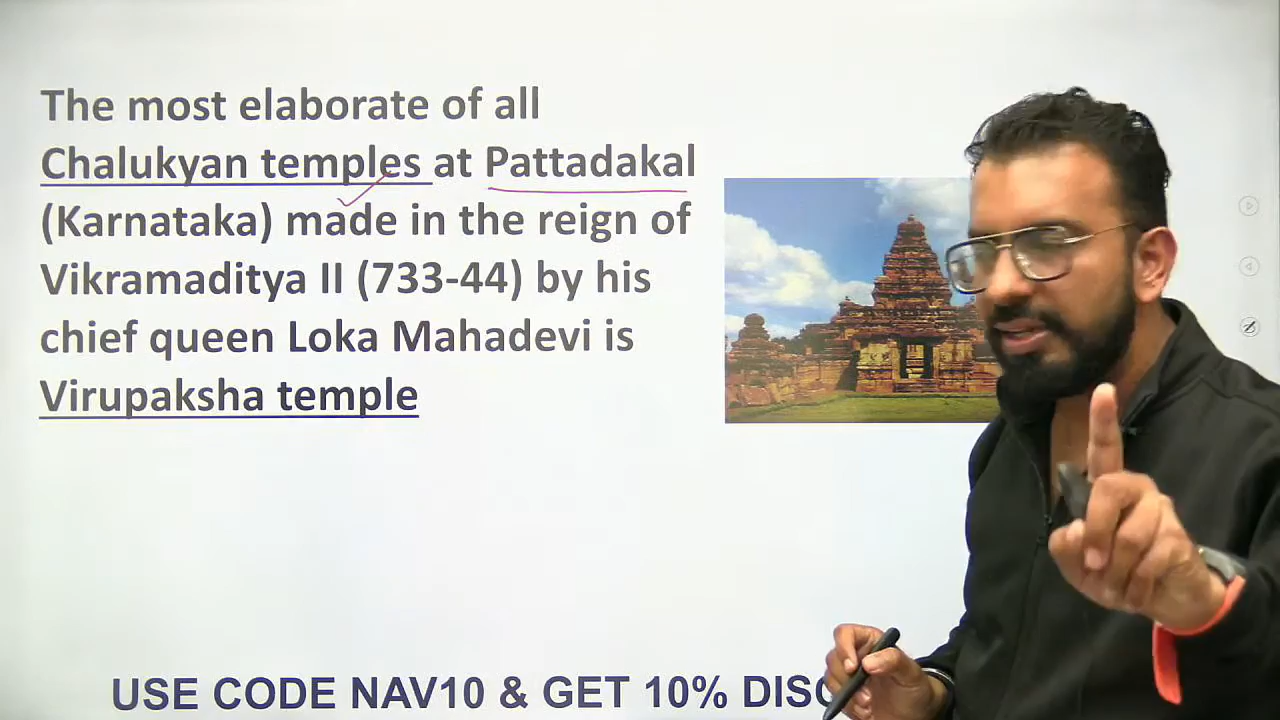 The most elaborate of all
Chalukyan temples at Pattadakal
(Karnataka) made in the reign of
Vikramaditya II (733-44) by his
chief queen Loka Mahadevi is
Virupaksha temple
USE CODE NAV10 & GET 10%